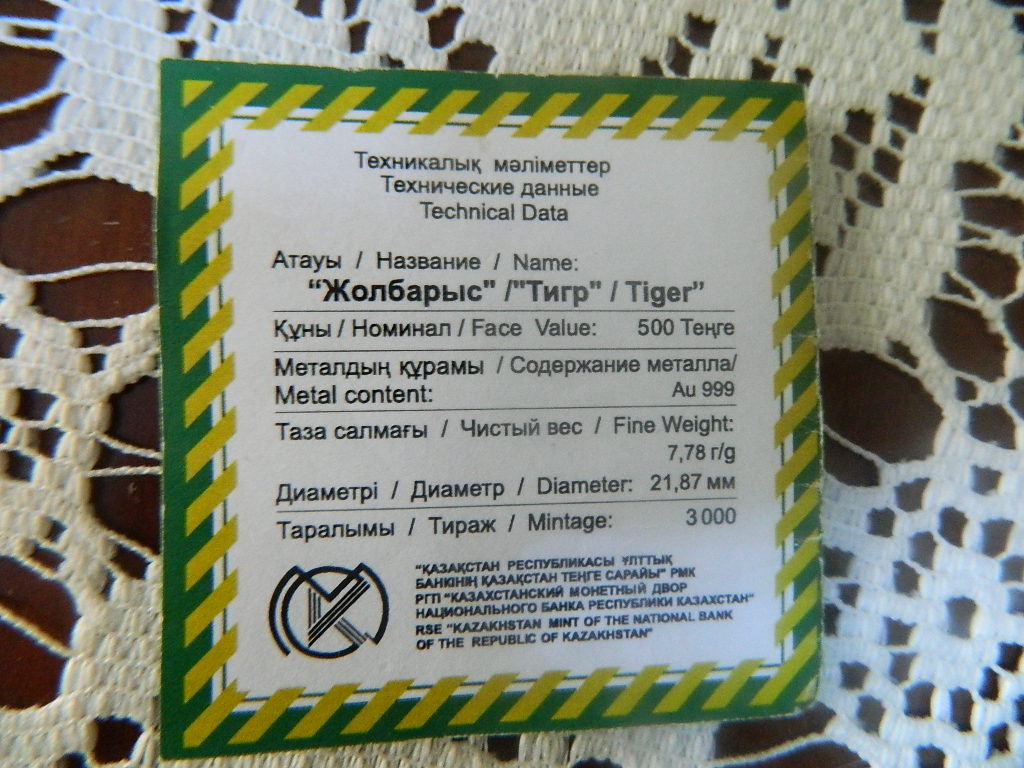 Техникалық мәліметтер
Технические данные
Technical Data
Атауы / Название / Name:
“Жолбарыс" /"Тигр" / Tiger”
Құны / Номинал / Face Value: 500 Теңге
Металдың құрамы / Содержание металла/
Metal content: Au 999
Таза салмағы / Чистый вес / Fine Weight:
7,78 г/g
Диаметрі / Диаметр / Diameter: 21,87 мм
Таралымы / Тираж / Mintage: 3 000
"ҚАЗАҚСТАН РЕСПУБЛИКАСЫ ҰЛТТЫҚ
БАНКІНІҢ ҚАЗАҚСТАН ТЕҢГЕ САРАЙЫ" РМК
РГП "КАЗАХСТАНСКИЙ МОНЕТНЫЙ ДВОР
НАЦИОНАЛЬНОГО БАНКА РЕСПУБЛИКИ КАЗАХСТАН"
RSE "KAZAKHSTAN MINT OF THE NATIONAL BANK
OF THE REPUBLIC OF KAZAKHSTAN"